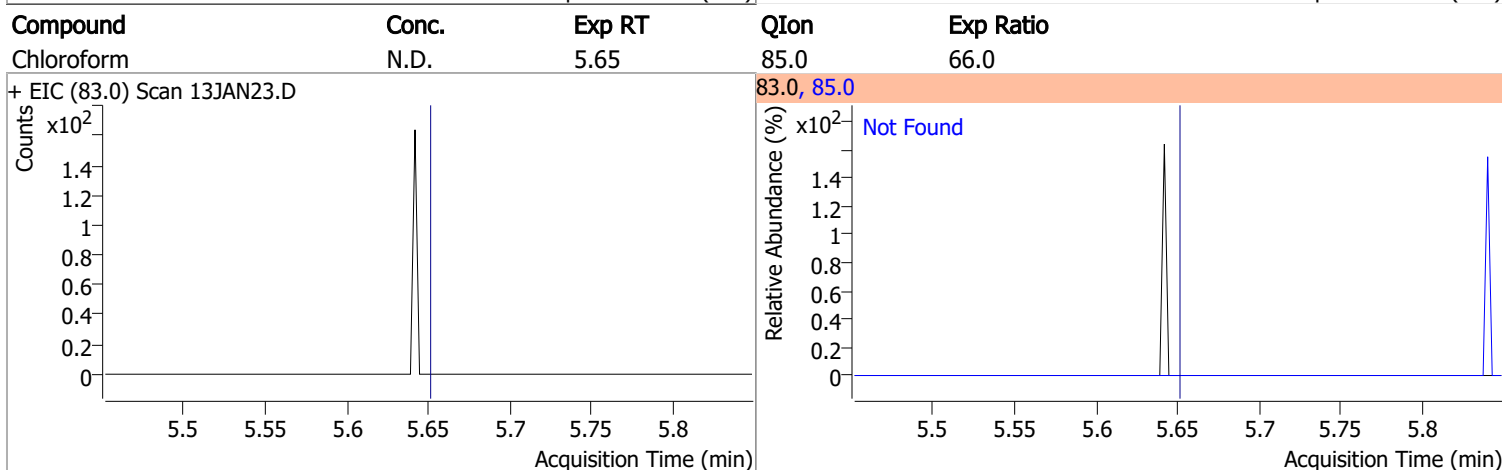 Compound Conc. Exp RT QIon Exp Ratio
Chloroform N.D. 5.65 85.0 66.0
+ EIC (83.0) Scan 13JAN23.D
Counts
x10²
1.4
1.2
1
0.8
0.6
0.4
0.2
0
5.5 5.55 5.6 5.65 5.7 5.75 5.8
Acquisition Time (min)
83.0, 85.0
Relative Abundance (%)
x10²
Not Found
1.4
1.2
1
0.8
0.6
0.4
0.2
0
5.5 5.55 5.6 5.65 5.7 5.75 5.8
Acquisition Time (min)